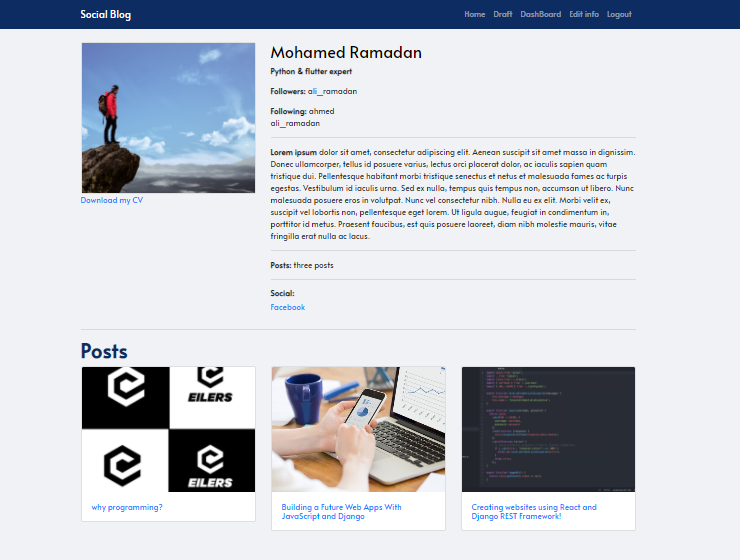 Social Blog
Home Draft DashBoard Edit info Logout
Mohamed Ramadan
Python & flutter expert
Followers: ali_ramadan
Following: ahmed
ali_ramadan
Download my CV
Lorem ipsum dolor sit amet, consectetur adipiscing elit. Aenean suscipit sit amet massa in dignissim.
Donec ullamcorper, tellus id posuere varius, lectus orci placerat dolor, ac iaculis sapien quam
tristique dui. Pellentesque habitant morbi tristique senectus et netus et malesuada fames ac turpis
egestas. Vestibulum id iaculis urna. Sed ex nulla, tempus quis tempus non, accumsan ut libero. Nunc
malesuada posuere eros in volutpat. Nunc vel consectetur nibh. Nulla eu ex elit. Morbi velit ex,
suscipit vel lobortis non, pellentesque eget lorem. Ut ligula augue, feugiat in condimentum in,
porttitor id metus. Praesent faucibus, est quis posuere laoreet, diam nibh molestie mauris, vitae
fringilla erat nulla ac lacus.
Posts: three posts
Social:
Facebook
Posts
EILERS
EILERS
EILERS
why programming?
Building a Future Web Apps With
JavaScript and Django
Creating websites using React and
Django REST Framework!